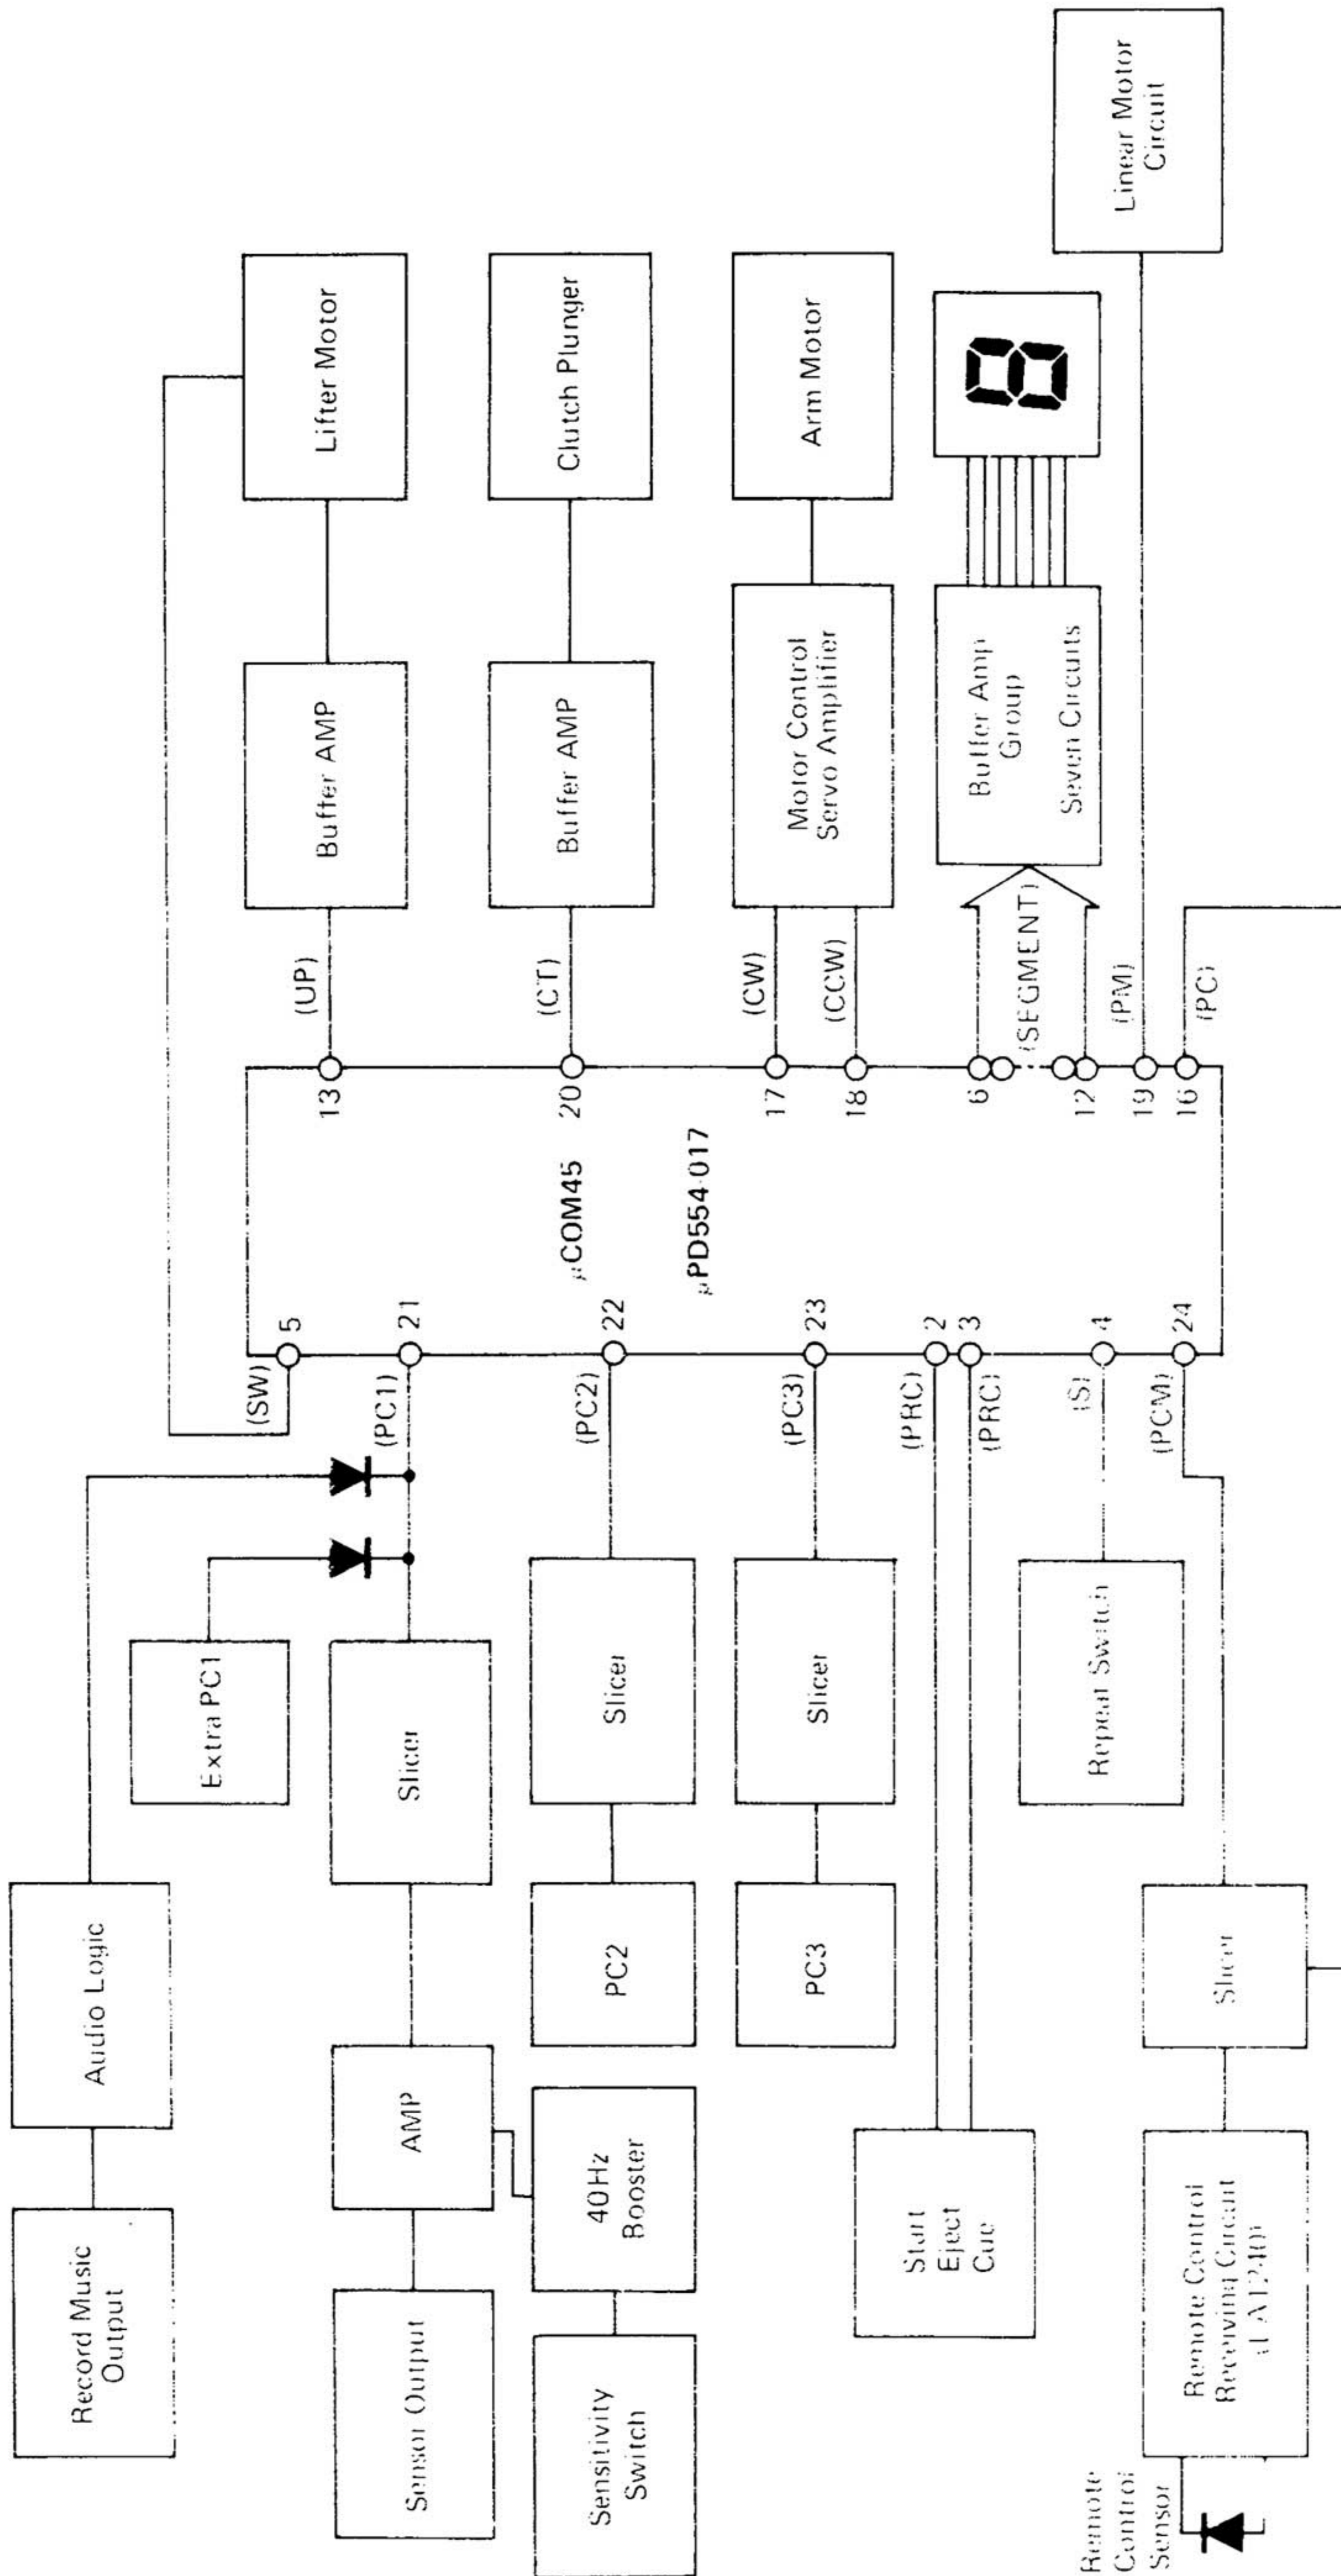 Record Music
Output
Audio Logic
Extra PC1
Sensor Output
AMP
Slicer
Sensitivity
Switch
40Hz
Booster
PC2
Slicer
PC3
Slicer
Start
Eject
Cue
Repeat Switch
Remote
Control
Sensor
Remote Control
Receiving Circuit
Slicer
(SW)
5
(PC1)
21
(PC2)
22
(PC3)
23
(PRC)
2
(PRC)
3
(S)
4
(PCM)
24
μCOM45
μPD554-017
13
(UP)
Buffer AMP
Lifter Motor
20
(CT)
Buffer AMP
Clutch Plunger
17
(CW)
18
(CCW)
Motor Control
Servo Amplifier
Arm Motor
6
(SEGMENT)
12
Buffer Amp
Group
Seven Circuits
8
19
(PM)
Linear Motor
Circuit
16
(PC)